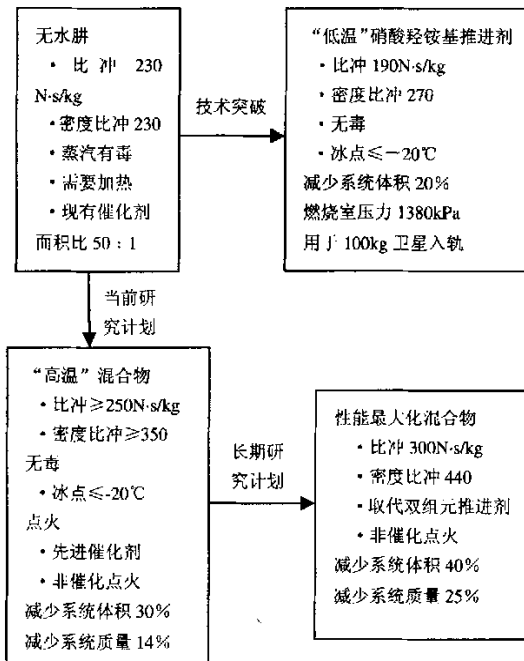 无水肼
•比冲 230
N·s/kg
•密度比冲 230
•蒸汽有毒
•需要加热
•现有催化剂
面积比 50：1
技术突破
“低温”硝酸羟铵基推进剂
•比冲 190N·s/kg
•密度比冲 270
•无毒
•冰点≤－20℃
减少系统体积 20%
燃烧室压力 1380kPa
用于 100kg 卫星入轨
当前研
究计划
“高温”混合物
•比冲≥250N·s/kg
•密度比冲≥350
无毒
•冰点≤-20℃
点火
•先进催化剂
•非催化点火
减少系统体积 30%
减少系统质量 14%
长期研
究计划
性能最大化混合物
•比冲 300N·s/kg
•密度比冲 440
•取代双组元推进剂
•非催化点火
减少系统体积 40%
减少系统质量 25%